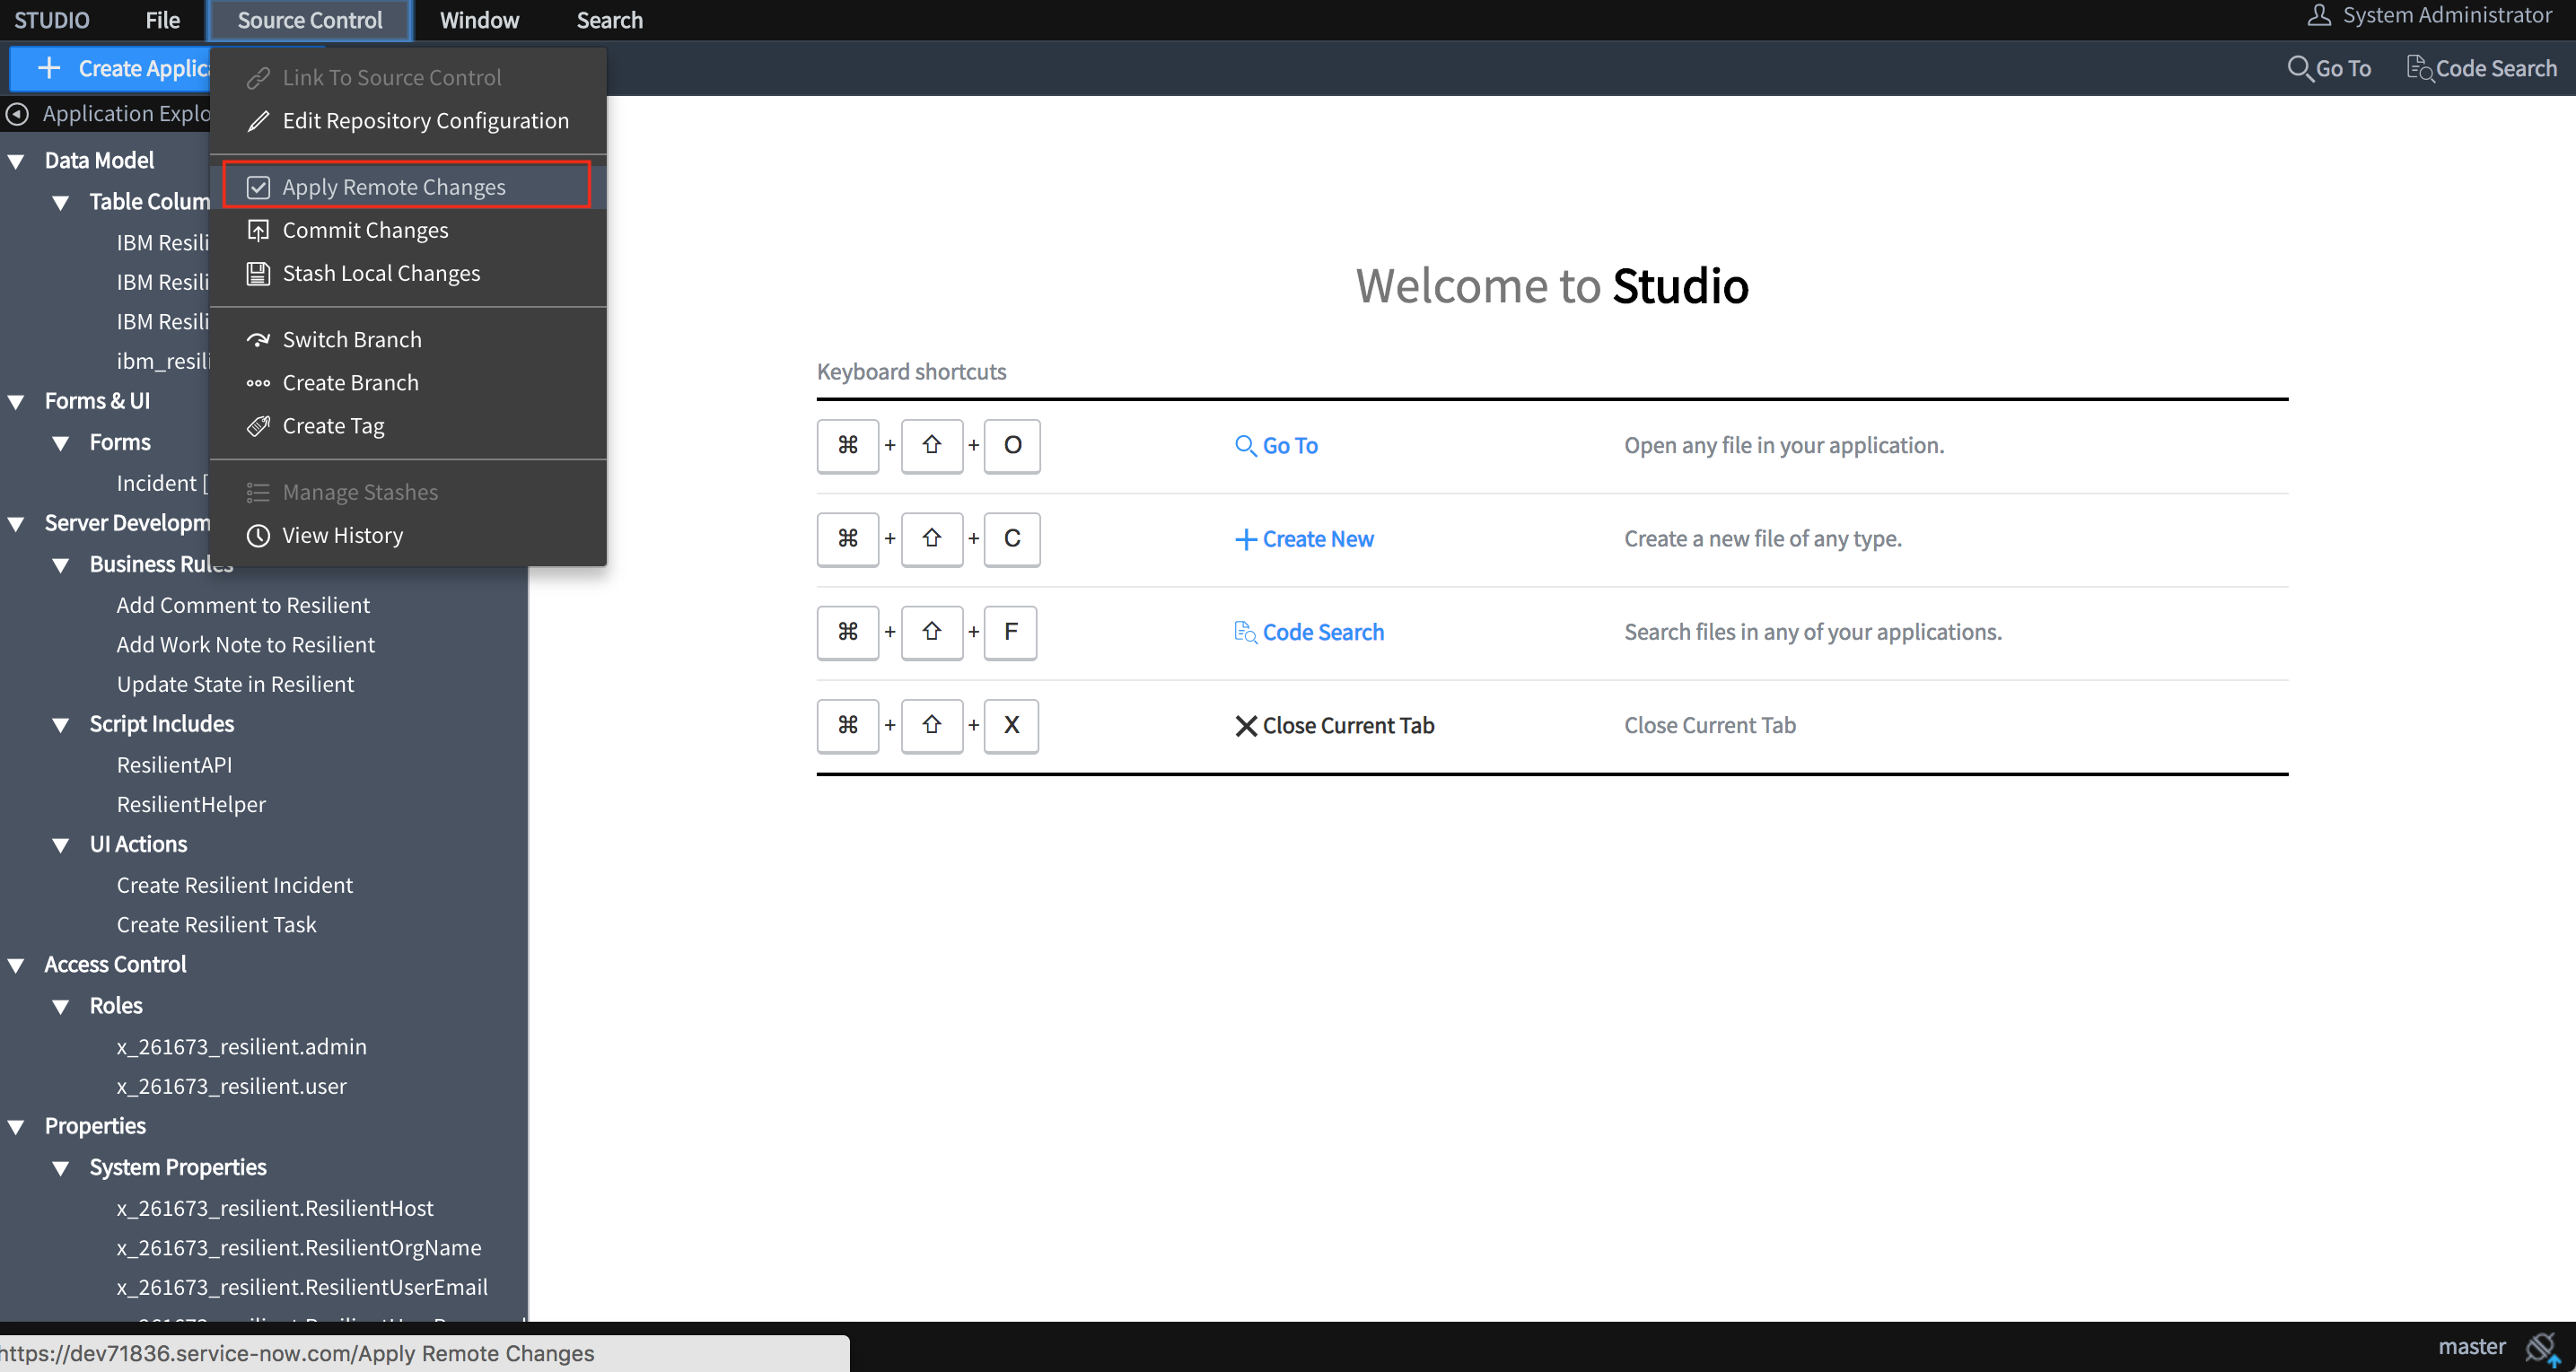 STUDIO File Source Control Window Search System Administrator
Create Applica Go To Code Search
Application Explo
Data Model
Table Colum
IBM Resili
IBM Resili
IBM Resili
ibm_resili
Forms & UI
Forms
Incident [
Server Developm
Business Rules
Add Comment to Resilient
Add Work Note to Resilient
Update State in Resilient
Script Includes
ResilientAPI
ResilientHelper
UI Actions
Create Resilient Incident
Create Resilient Task
Access Control
Roles
x_261673_resilient.admin
x_261673_resilient.user
Properties
System Properties
x_261673_resilient.ResilientHost
x_261673_resilient.ResilientOrgName
x_261673_resilient.ResilientUserEmail
Link To Source Control
Edit Repository Configuration
Apply Remote Changes
Commit Changes
Stash Local Changes
Switch Branch
Create Branch
Create Tag
Manage Stashes
View History
Welcome to Studio
Keyboard shortcuts
⌘ + ⇧ + O Go To Open any file in your application.
⌘ + ⇧ + C Create New Create a new file of any type.
⌘ + ⇧ + F Code Search Search files in any of your applications.
⌘ + ⇧ + X Close Current Tab Close Current Tab
https://dev71836.service-now.com/Apply Remote Changes
master